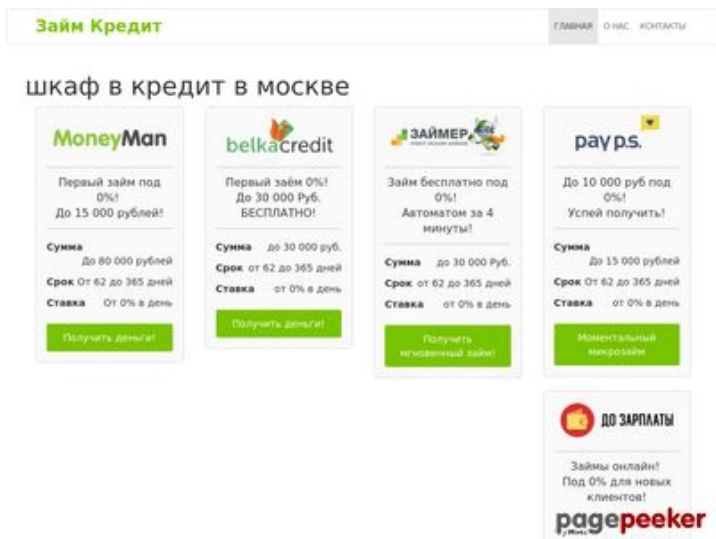 Займ Кредит
ГЛАВНАЯ О НАС. КОНТАКТЫ
шкаф в кредит в москве
MoneyMan
Первый займ под
0%!
До 15 000 рублей!
Сумма
До 80 000 рублей
Срок От 62 до 365 дней
Ставка От 0% в день
Получить деньги!
belkacredit
Первый заём 0%!
До 30 000 Руб.
БЕСПЛАТНО!
Сумма до 30 000 руб.
Срок от 62 до 365 дней
Ставка от 0% в день
Получить деньги!
ЗАЙМЕР
Займ бесплатно под
0%!
Автоматом за 4
минуты!
Сумма до 30 000 Руб.
Срок от 62 до 365 дней
Ставка от 0% в день
Получить
мгновенный займ!
pay p.s.
До 10 000 руб под
0%!
Успей получить!
Сумма
До 15 000 рублей
Срок От 62 до 365 дней
Ставка от 0% в день
Моментальный
микрозайм
ДО ЗАРПЛАТЫ
Займы онлайн!
Под 0% для новых
клиентов!
pagepeeker